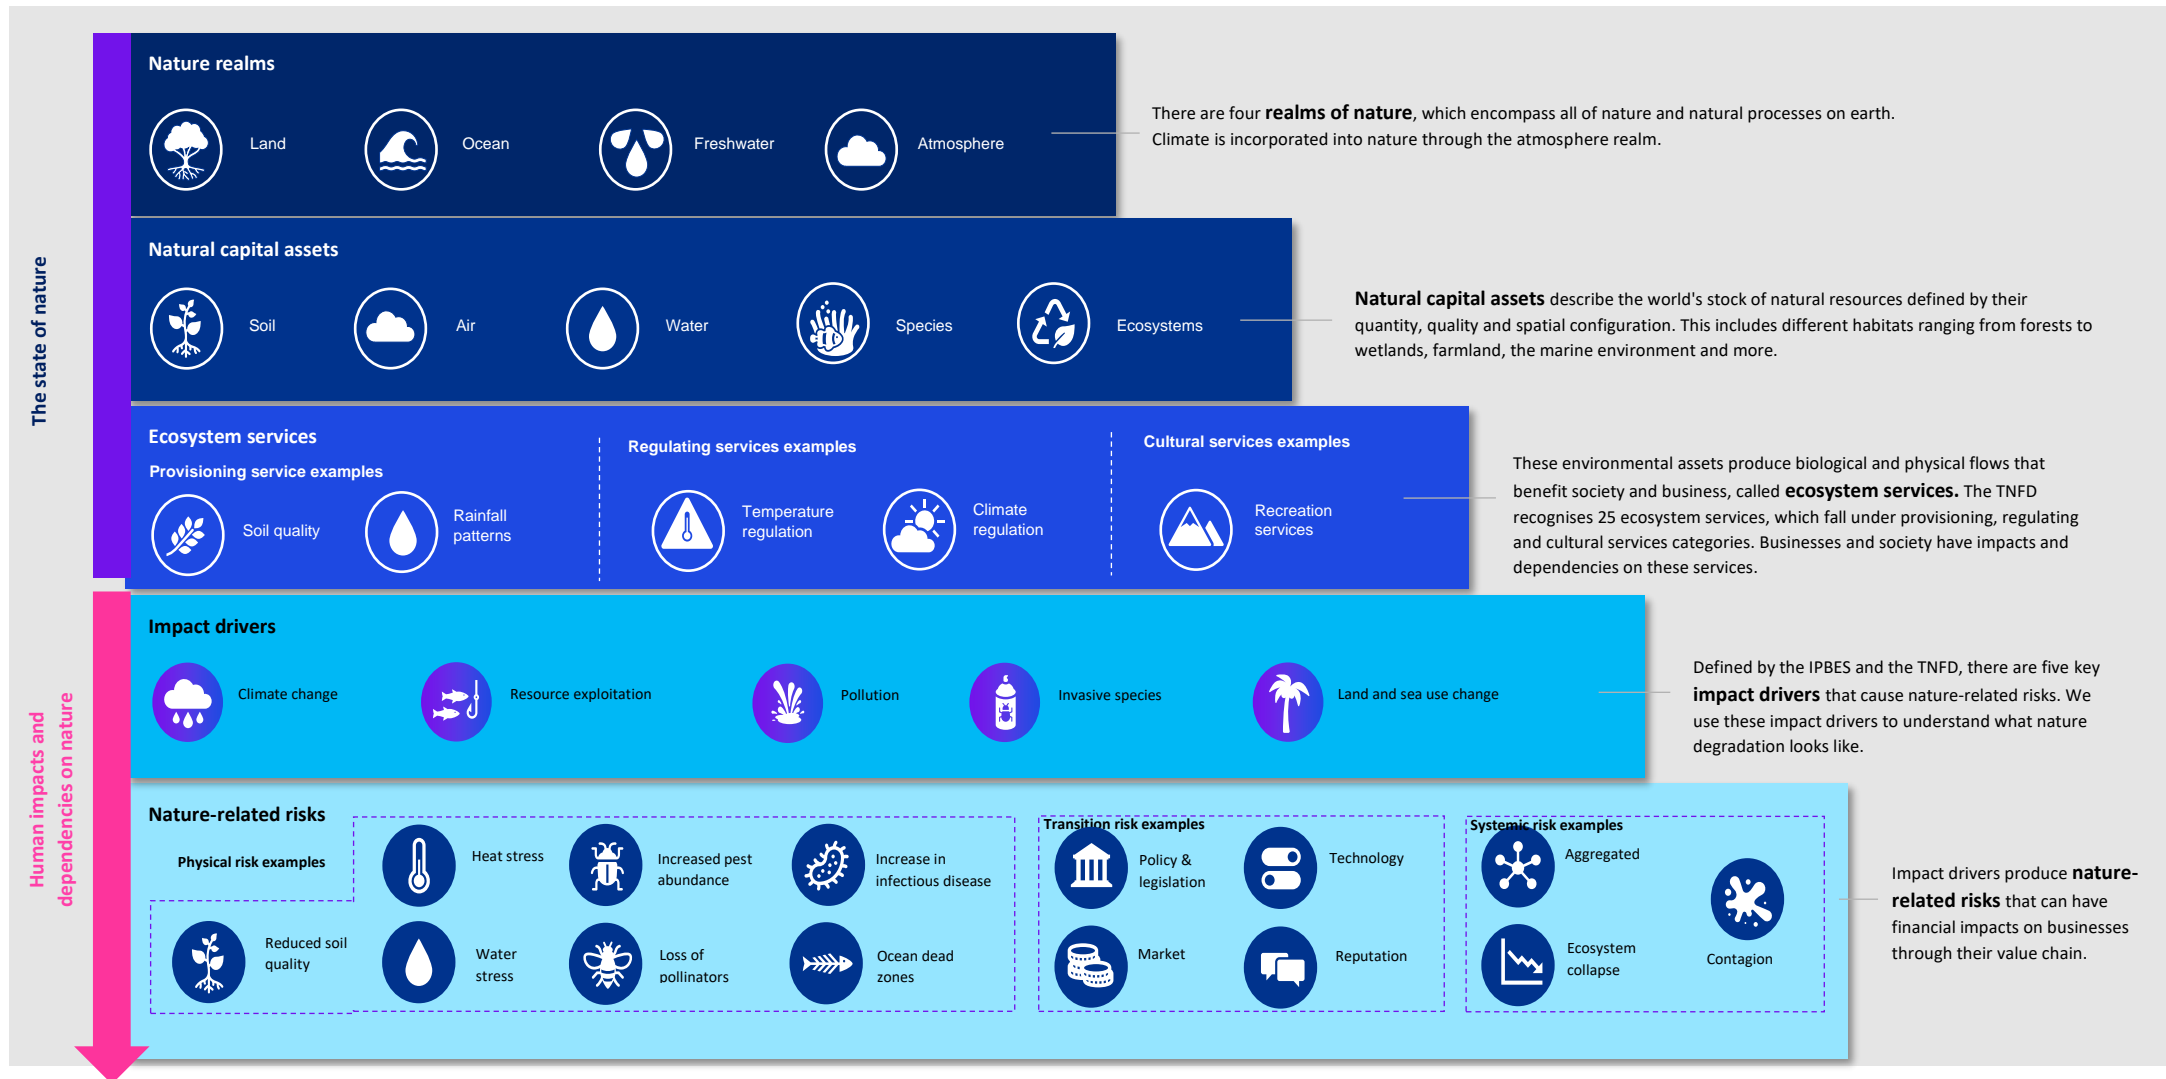 The state of nature
Human impacts and
dependencies on nature
Nature realms
Land
Ocean
Freshwater
Atmosphere
There are four realms of nature, which encompass all of nature and natural processes on earth.
Climate is incorporated into nature through the atmosphere realm.
Natural capital assets
Soil
Air
Water
Species
Ecosystems
Natural capital assets describe the world's stock of natural resources defined by their
quantity, quality and spatial configuration. This includes different habitats ranging from forests to
wetlands, farmland, the marine environment and more.
Ecosystem services
Provisioning service examples
Soil quality
Rainfall
patterns
Regulating services examples
Temperature
regulation
Climate
regulation
Cultural services examples
Recreation
services
These environmental assets produce biological and physical flows that
benefit society and business, called ecosystem services. The TNFD
recognises 25 ecosystem services, which fall under provisioning, regulating
and cultural services categories. Businesses and society have impacts and
dependencies on these services.
Impact drivers
Climate change
Resource exploitation
Pollution
Invasive species
Land and sea use change
Defined by the IPBES and the TNFD, there are five key
impact drivers that cause nature-related risks. We
use these impact drivers to understand what nature
degradation looks like.
Nature-related risks
Physical risk examples
Heat stress
Increased pest
abundance
Increase in
infectious disease
Reduced soil
quality
Water
stress
Loss of
pollinators
Ocean dead
zones
Transition risk examples
Policy &
legislation
Technology
Market
Reputation
Systemic risk examples
Aggregated
Ecosystem
collapse
Contagion
Impact drivers produce nature-
related risks that can have
financial impacts on businesses
through their value chain.